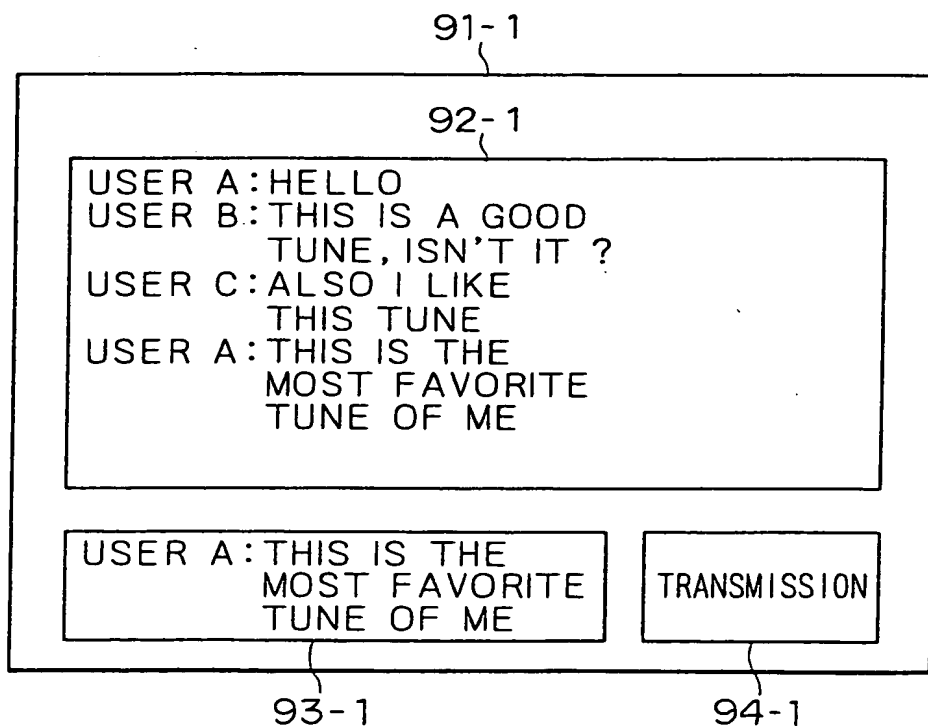 91-1
92-1
USER A:HELLO
USER B:THIS IS A GOOD
TUNE, ISN'T IT ?
USER C:ALSO I LIKE
THIS TUNE
USER A:THIS IS THE
MOST FAVORITE
TUNE OF ME
USER A:THIS IS THE
MOST FAVORITE
TUNE OF ME
TRANSMISSION
93-1
94-1